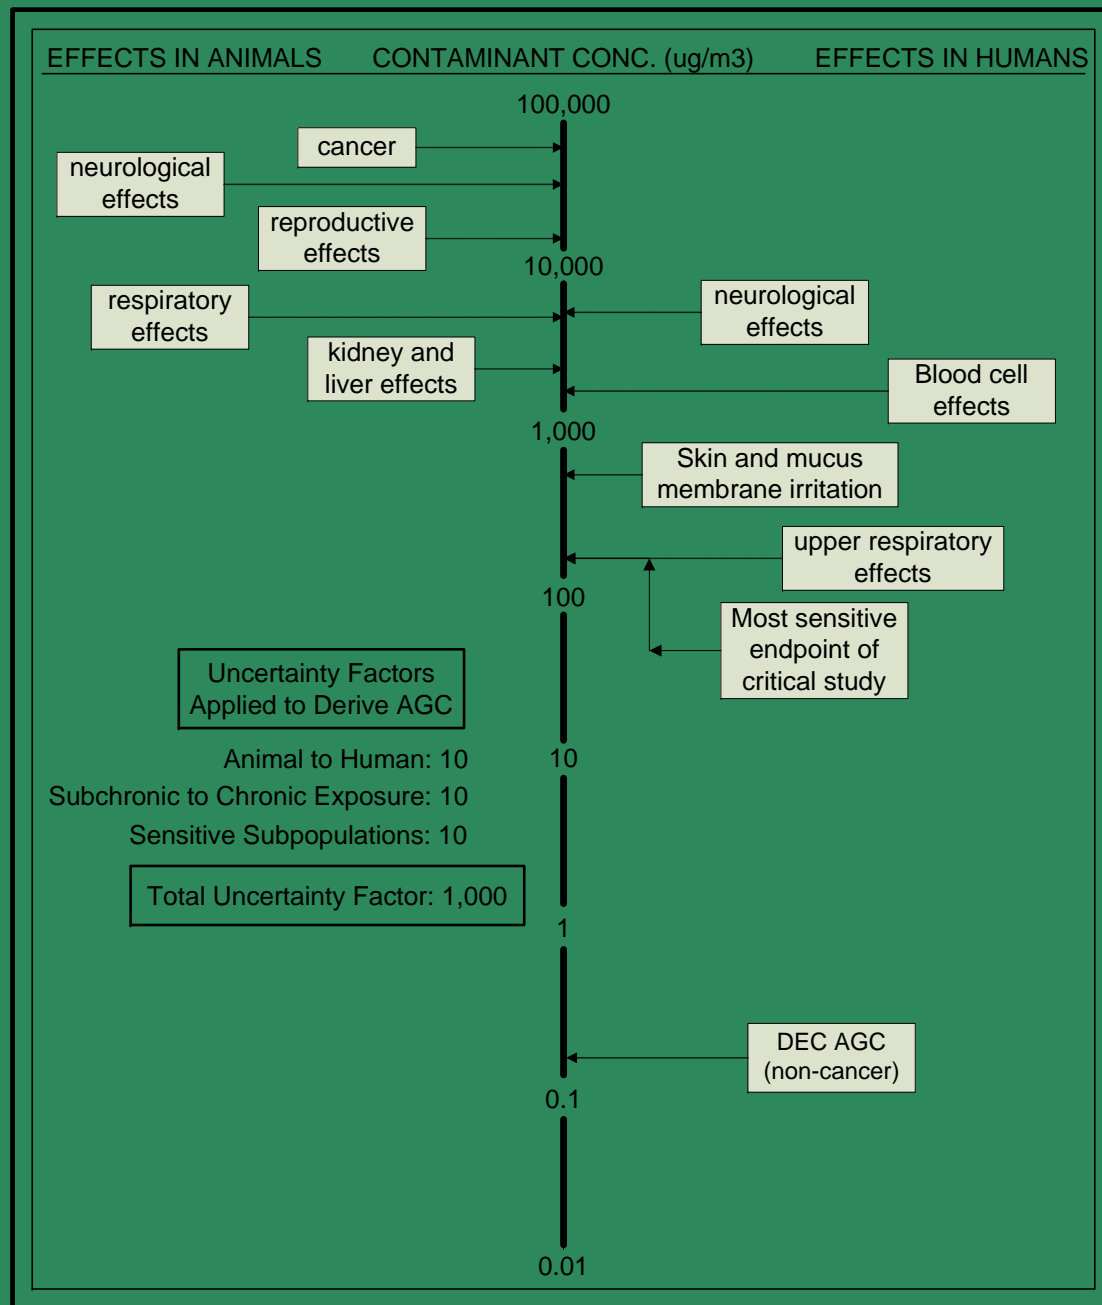 EFFECTS IN ANIMALS
CONTAMINANT CONC. (ug/m3)
EFFECTS IN HUMANS
100,000
cancer
neurological
effects
reproductive
effects
10,000
respiratory
effects
neurological
effects
kidney and
liver effects
Blood cell
effects
1,000
Skin and mucus
membrane irritation
upper respiratory
effects
100
Most sensitive
endpoint of
critical study
Uncertainty Factors
Applied to Derive AGC
Animal to Human: 10
10
Subchronic to Chronic Exposure: 10
Sensitive Subpopulations: 10
Total Uncertainty Factor: 1,000
1
DEC AGC
(non-cancer)
0.1
0.01